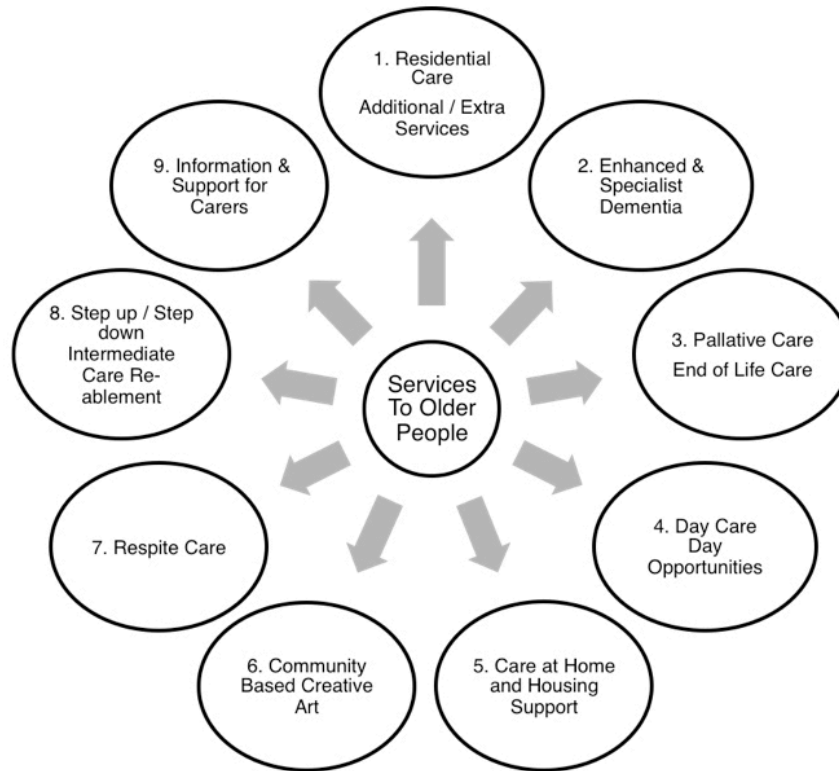 1. Residential
Care
Additional / Extra
Services
2. Enhanced &
Specialist
Dementia
3. Pallative Care
End of Life Care
4. Day Care
Day
Opportunities
5. Care at Home
and Housing
Support
6. Community
Based Creative
Art
7. Respite Care
8. Step up / Step
down
Intermediate
Care Re-
ablement
9. Information &
Support for
Carers
Services
To Older
People